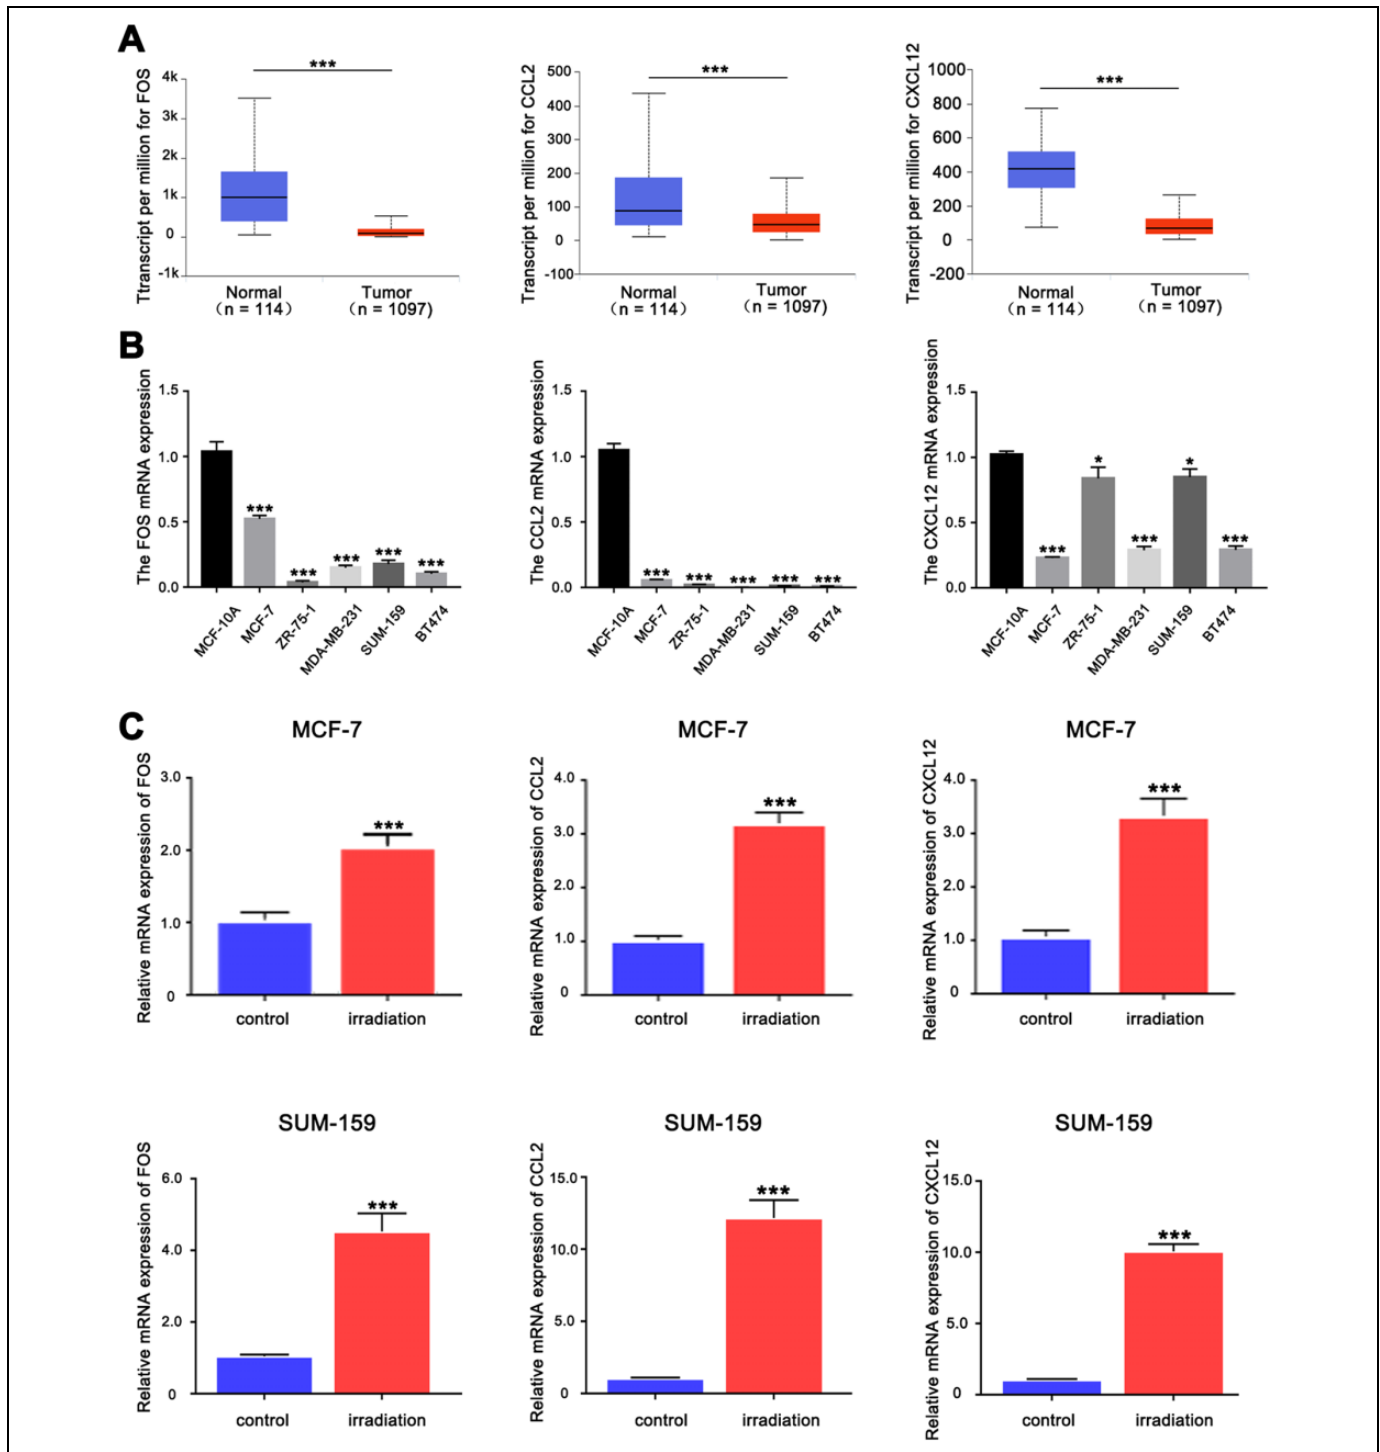 A
Ttranscript per million for FOS
4k
3k
2k
1k
0
-1k
***
Normal
(n = 114)
Tumor
(n = 1097)
Transcript per million for CCL2
500
400
300
200
100
0
-100
***
Normal
(n = 114)
Tumor
(n = 1097)
Transcript per million for CXCL12
1000
800
600
400
200
0
-200
***
Normal
(n = 114)
Tumor
(n = 1097)
B
The FOS mRNA expression
1.5
1.0
0.5
0.0
***
***
***
***
***
MCF-10A
MCF-7
ZR-75-1
MDA-MB-231
SUM-159
BT474
The CCL2 mRNA expression
1.5
1.0
0.5
0.0
***
***
***
***
***
MCF-10A
MCF-7
ZR-75-1
MDA-MB-231
SUM-159
BT474
The CXCL12 mRNA expression
1.5
1.0
0.5
0.0
***
*
***
*
***
MCF-10A
MCF-7
ZR-75-1
MDA-MB-231
SUM-159
BT474
C
MCF-7
Relative mRNA expression of FOS
3.0
2.0
1.0
0
***
control
irradiation
MCF-7
Relative mRNA expression of CCL2
4.0
3.0
2.0
1.0
0
***
control
irradiation
MCF-7
Relative mRNA expression of CXCL12
4.0
3.0
2.0
1.0
0
***
control
irradiation
SUM-159
Relative mRNA expression of FOS
6.0
4.0
2.0
0
***
control
irradiation
SUM-159
Relative mRNA expression of CCL2
15.0
10.0
5.0
0
***
control
irradiation
SUM-159
Relative mRNA expression of CXCL12
15.0
10.0
5.0
0
***
control
irradiation